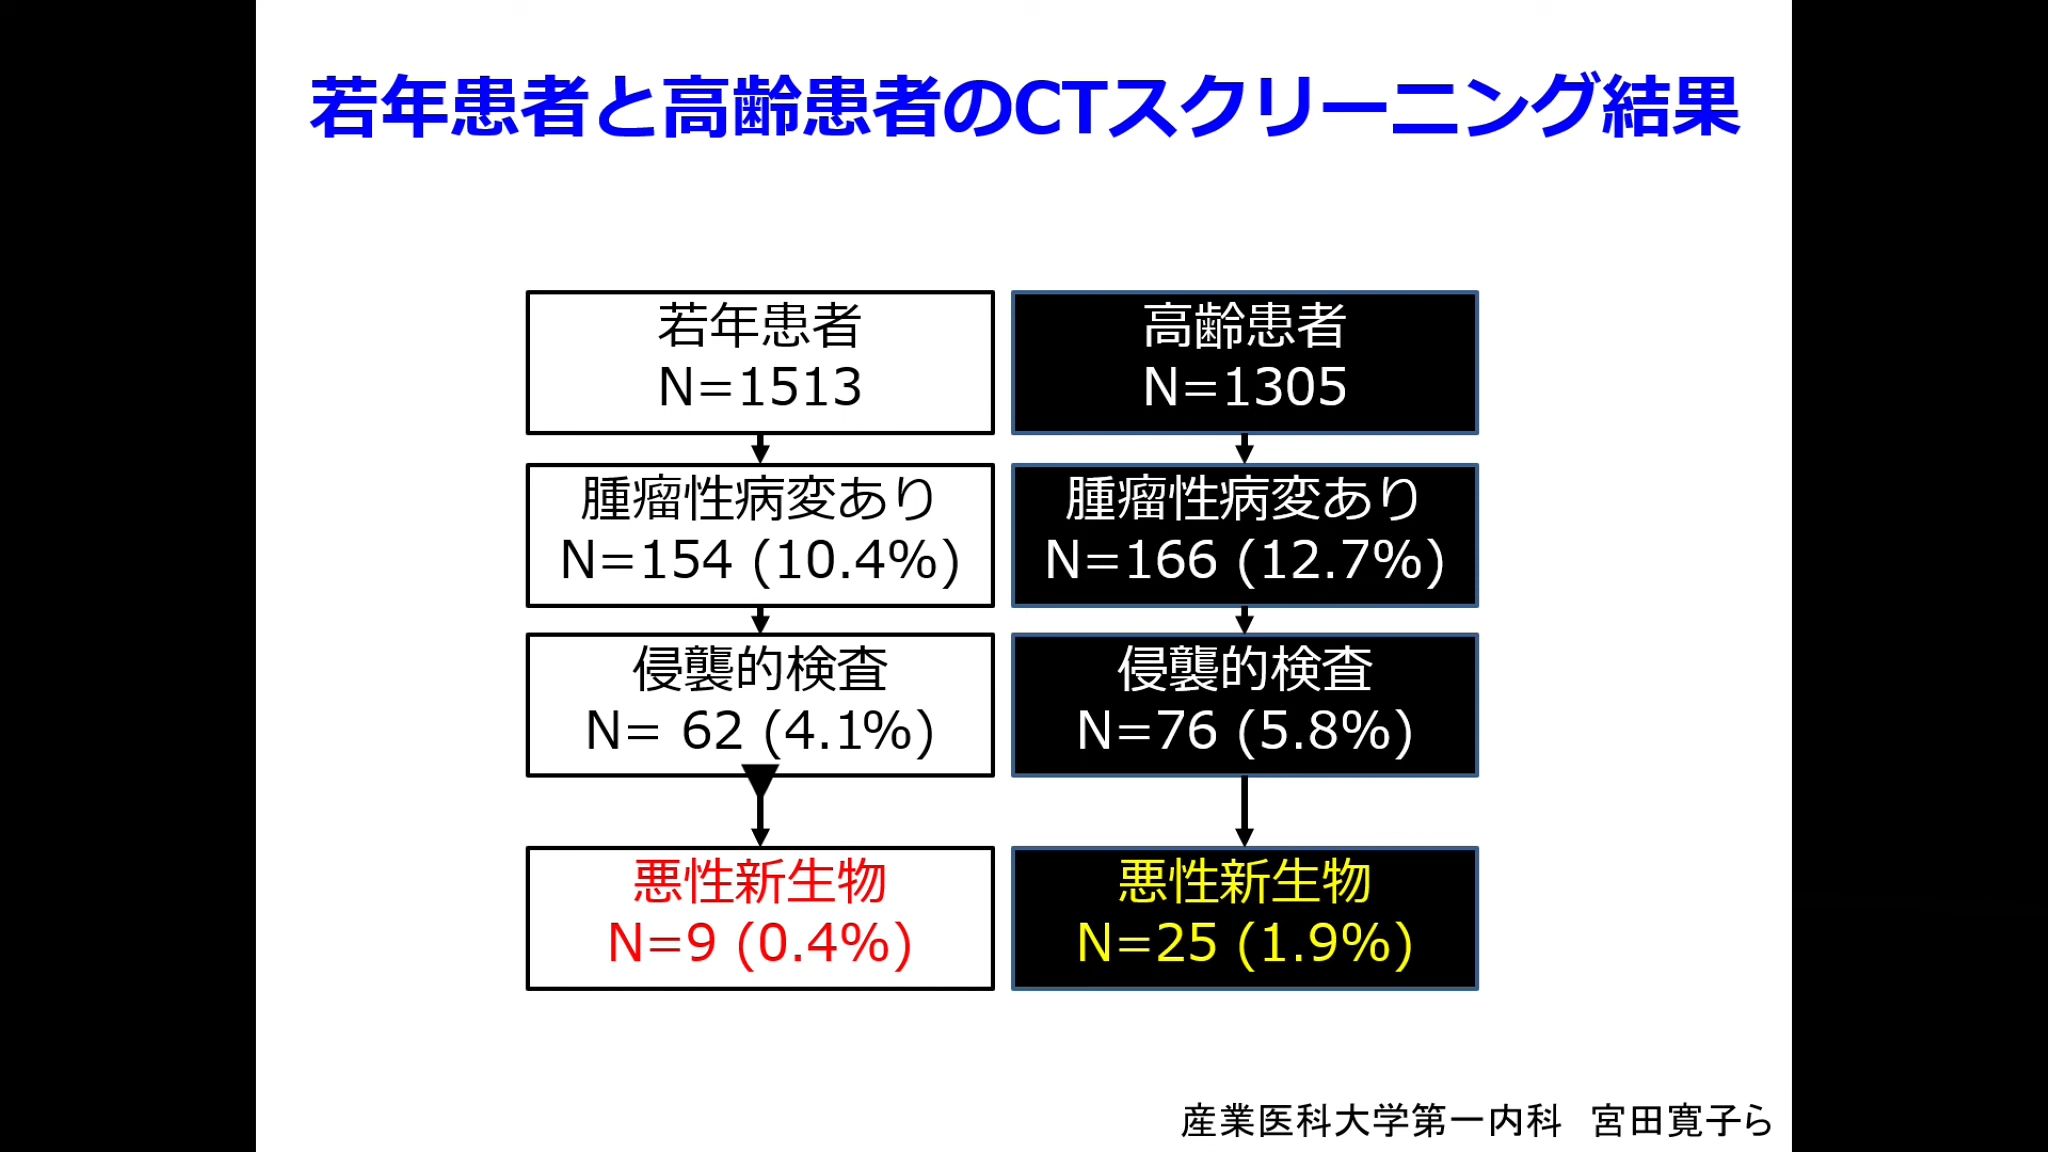 若年患者と高齢患者のCTスクリーニング結果
若年患者
N=1513
腫瘤性病変あり
N=154 (10.4%)
侵襲的検査
N= 62 (4.1%)
悪性新生物
N=9 (0.4%)
高齢患者
N=1305
腫瘤性病変あり
N=166 (12.7%)
侵襲的検査
N=76 (5.8%)
悪性新生物
N=25 (1.9%)
産業医科大学第一内科　宮田寛子ら